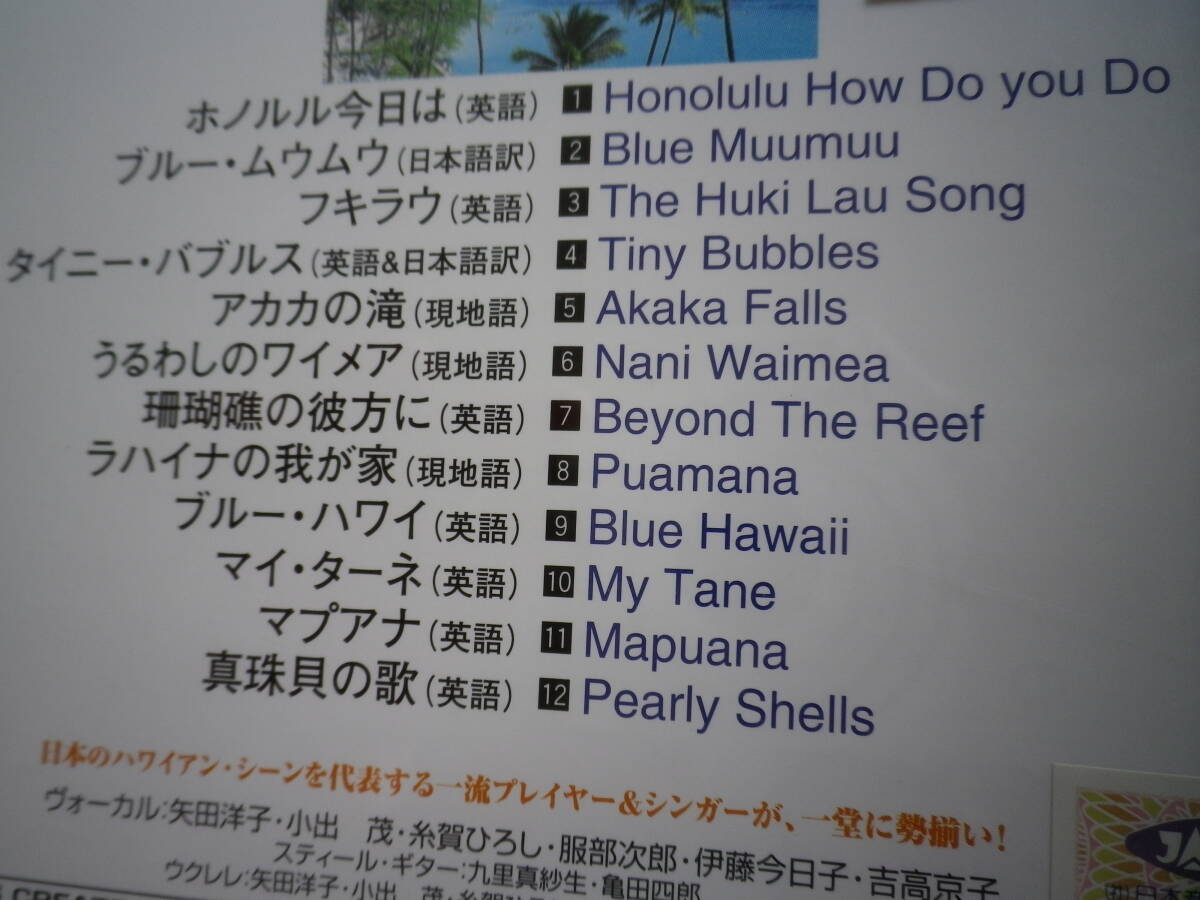 ホノルル今日は(英語) 1 Honolulu How Do you Do
ブルー・ムウムウ(日本語訳) 2 Blue Muumuu
フキラウ(英語) 3 The Huki Lau Song
タイニー・バブルス(英語&日本語訳) 4 Tiny Bubbles
アカカの滝(現地語) 5 Akaka Falls
うるわしのワイメア(現地語) 6 Nani Waimea
珊瑚礁の彼方に(英語) 7 Beyond The Reef
ラハイナの我が家(現地語) 8 Puamana
ブルー・ハワイ(英語) 9 Blue Hawaii
マイ・ターネ(英語) 10 My Tane
マプアナ(英語) 11 Mapuana
真珠貝の歌(英語) 12 Pearly Shells
日本のハワイアン・シーンを代表する一流プレイヤー&シンガーが、一堂に勢揃い!
ヴォーカル:矢田洋子・小出 茂・糸賀ひろし・服部次郎・伊藤今日子・吉高京子
スティール・ギター:九里真紗生・亀田四郎
ウクレレ:矢田洋子・小出 茂・糸賀ひろ
JA
日本